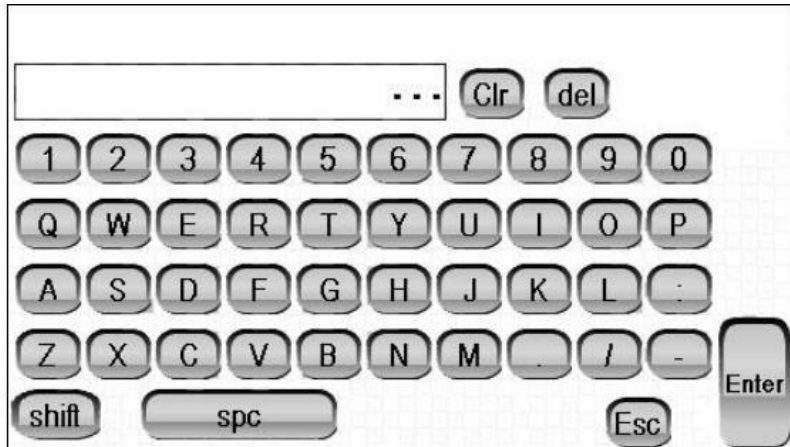 ... Clr del
1 2 3 4 5 6 7 8 9 0
Q W E R T Y U I O P
A S D F G H J K L :
Z X C V B N M . / -
Enter
shift spc Esc